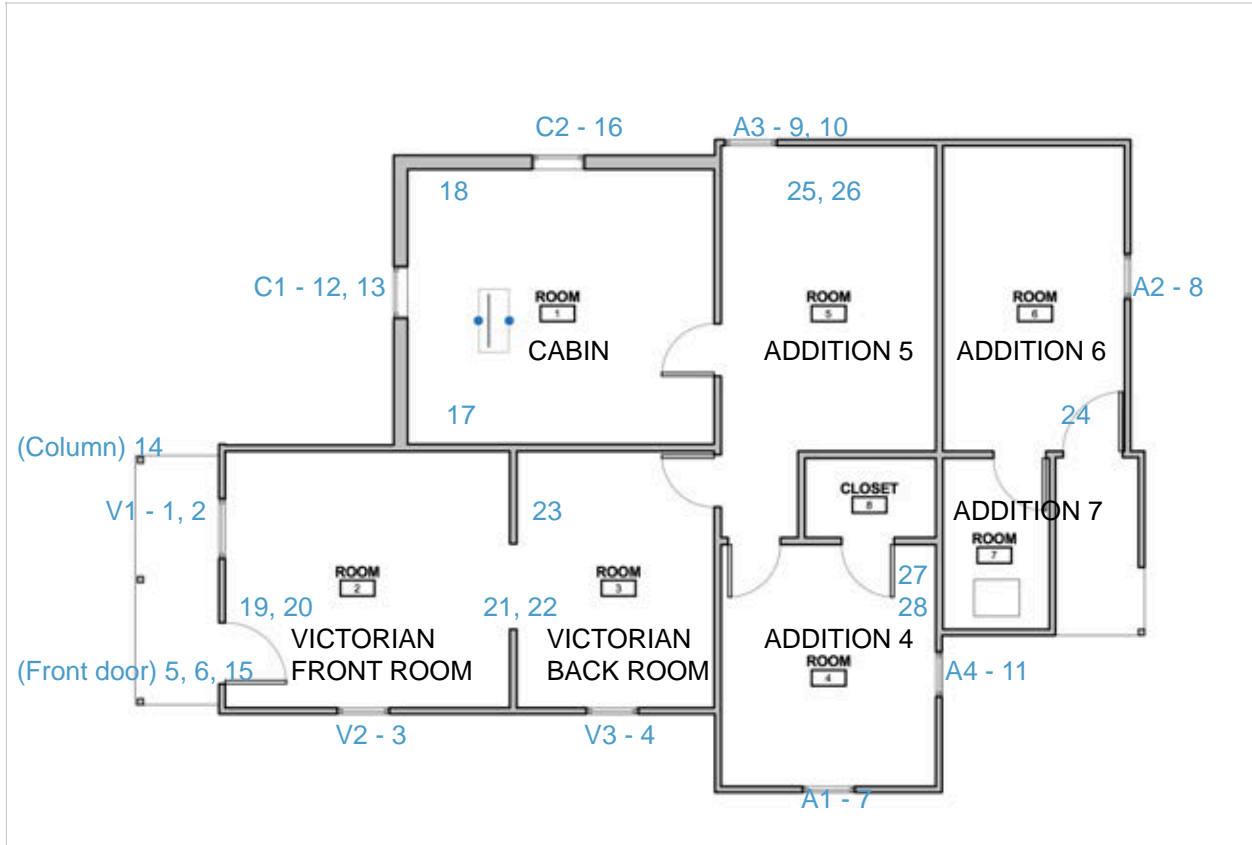 C2 - 16
A3 - 9, 10
18
25, 26
C1 - 12, 13
A2 - 8
ROOM
1
CABIN
ROOM
5
ADDITION 5
ROOM
6
ADDITION 6
17
24
(Column) 14
V1 - 1, 2
23
CLOSET
8
ADDITION 7
ROOM
7
ROOM
2
ROOM
3
19, 20
21, 22
27
28
VICTORIAN
FRONT ROOM
VICTORIAN
BACK ROOM
ADDITION 4
ROOM
4
(Front door) 5, 6, 15
A4 - 11
V2 - 3
V3 - 4
A1 - 7